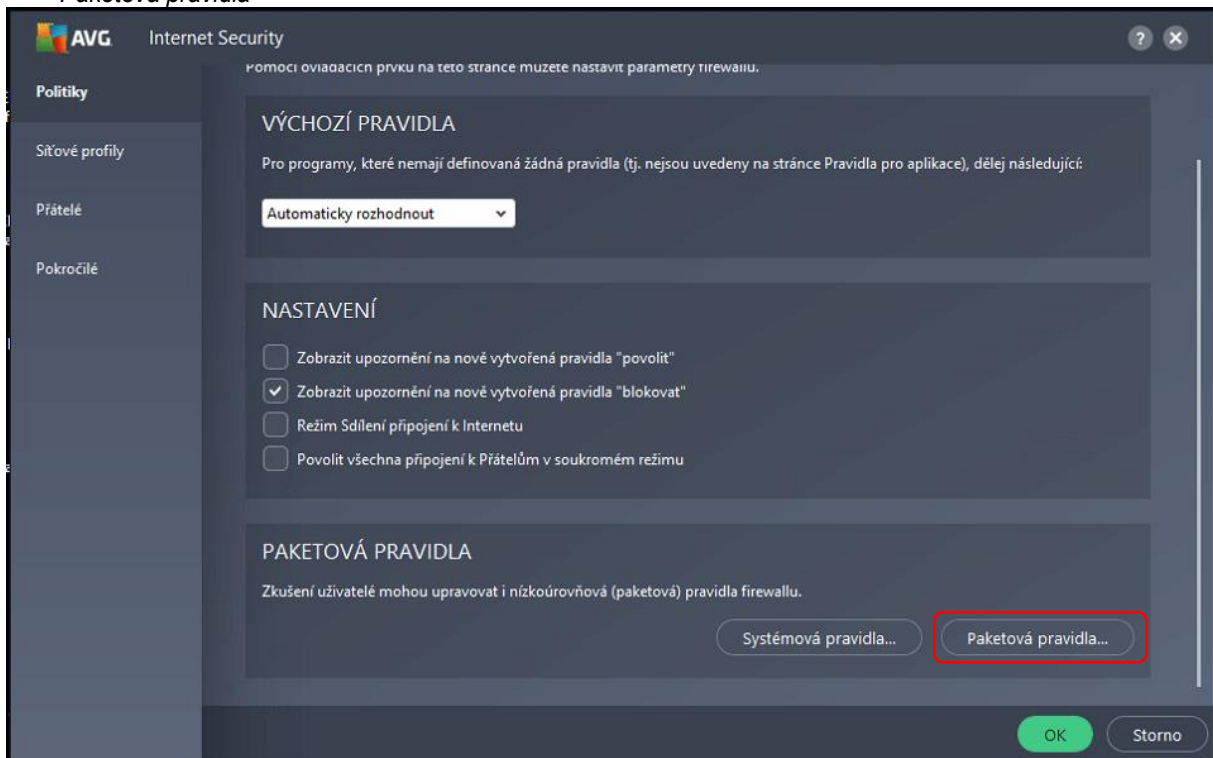 Paketová pravidla
AVG Internet Security
? ✕
Pomocí ovládacích prvků na této stránce můžete nastavit parametry firewallu.
Politiky
Síťové profily
Přátelé
Pokročilé
VÝCHOZÍ PRAVIDLA
Pro programy, které nemají definovaná žádná pravidla (tj. nejsou uvedeny na stránce Pravidla pro aplikace), dělej následující:
Automaticky rozhodnout
NASTAVENÍ
Zobrazit upozornění na nově vytvořená pravidla "povolit"
Zobrazit upozornění na nově vytvořená pravidla "blokovat"
Režim Sdílení připojení k Internetu
Povolit všechna připojení k Přátelům v soukromém režimu
PAKETOVÁ PRAVIDLA
Zkušení uživatelé mohou upravovat i nízkoúrovňová (paketová) pravidla firewallu.
Systémová pravidla... Paketová pravidla...
OK Storno